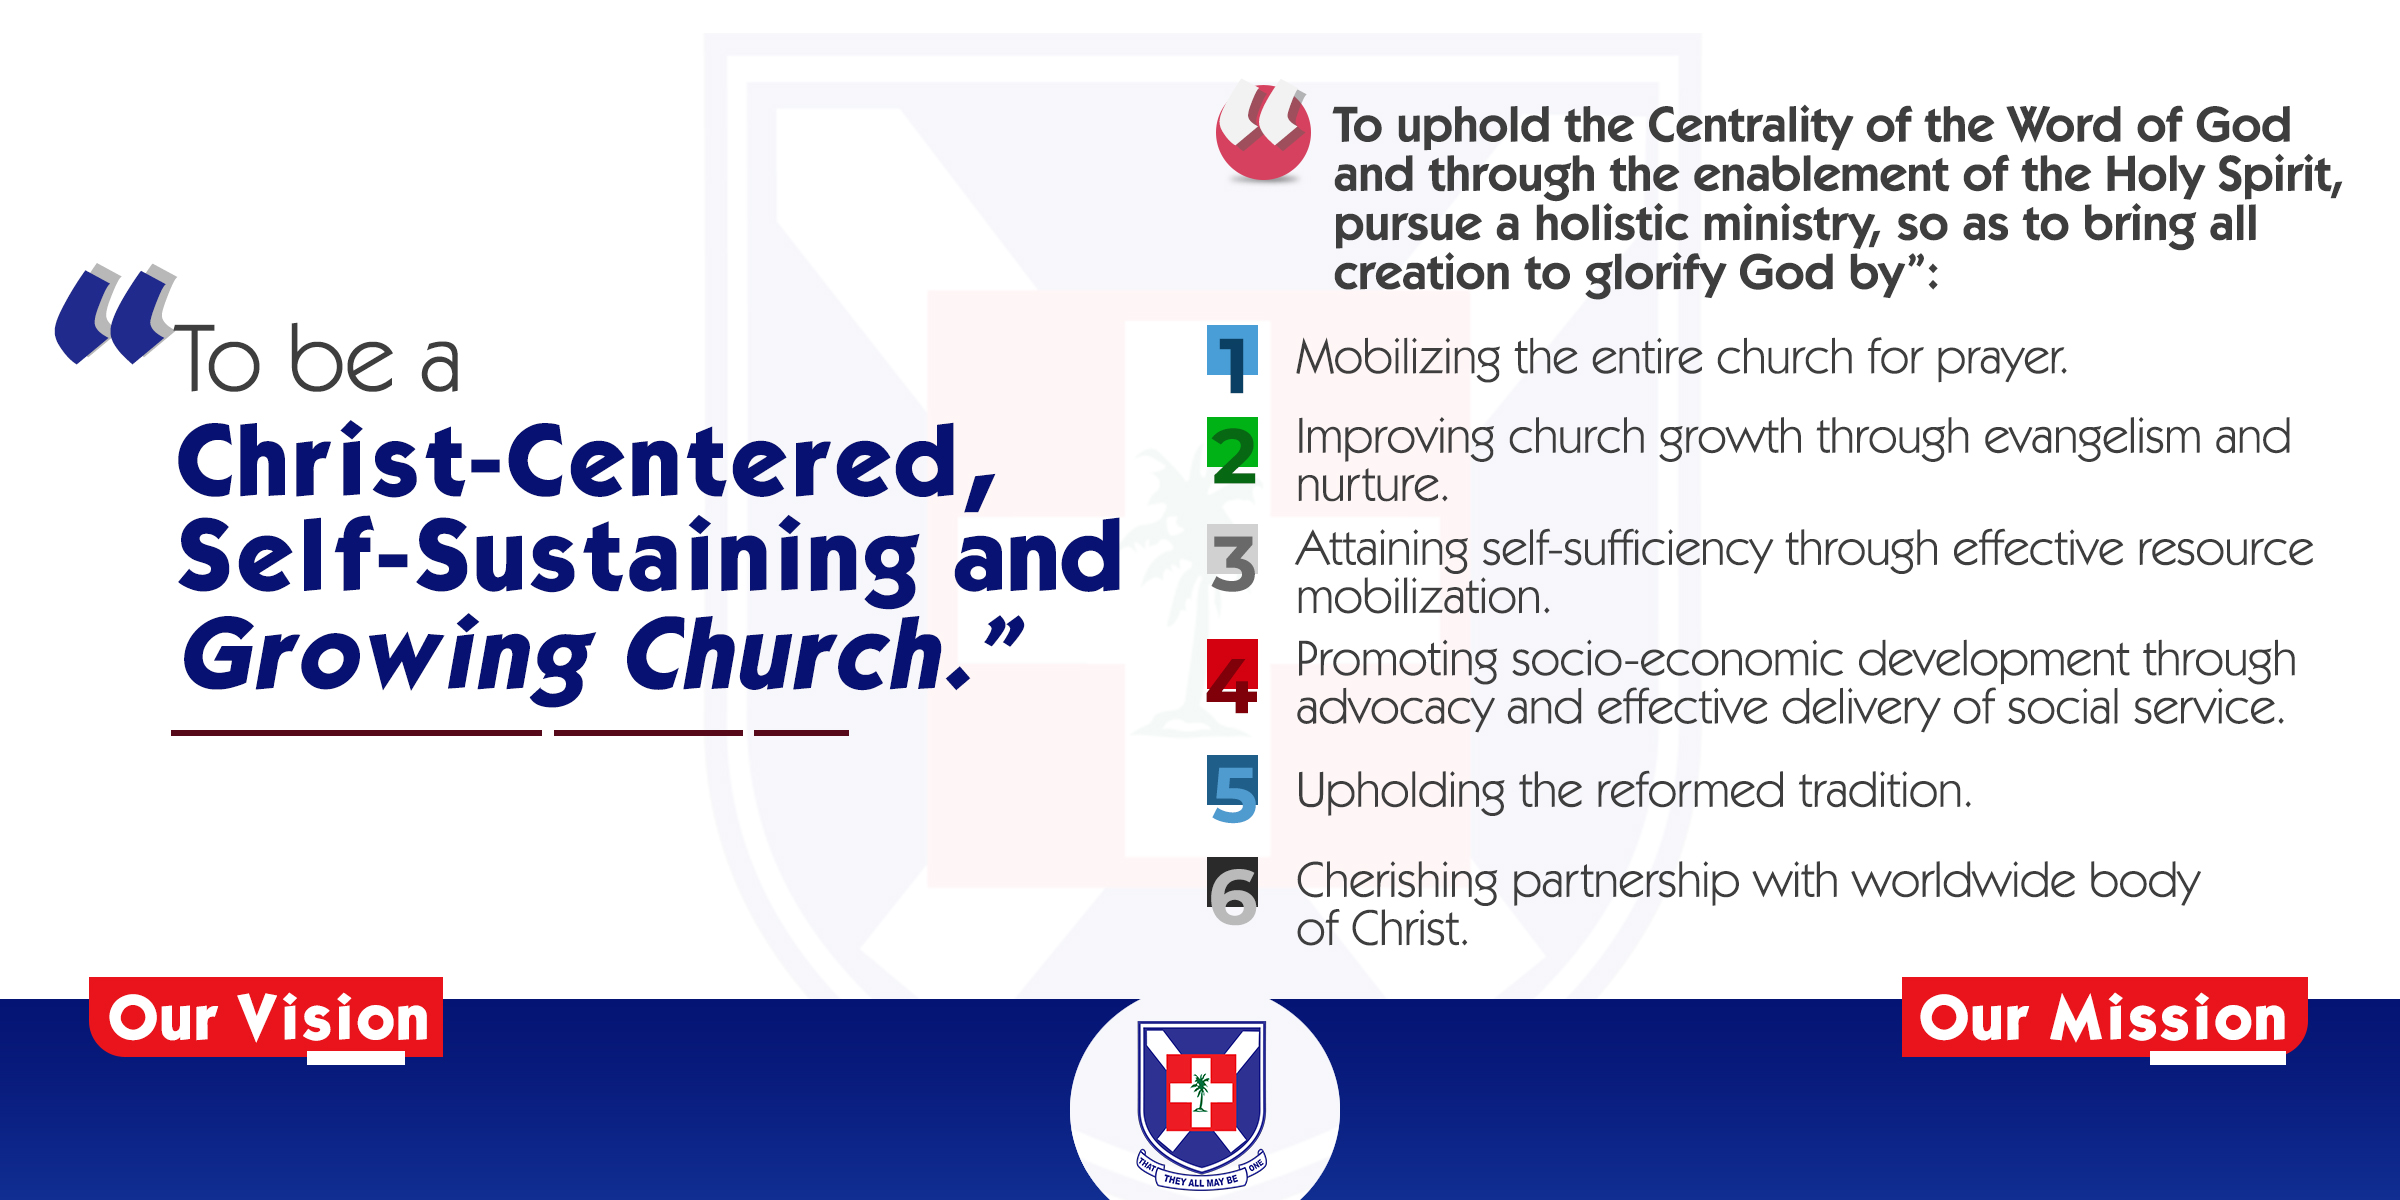 “To be a
Christ-Centered,
Self-Sustaining and
Growing Church.”
Our Vision
“To uphold the Centrality of the Word of God
and through the enablement of the Holy Spirit,
pursue a holistic ministry, so as to bring all
creation to glorify God by”:
1 Mobilizing the entire church for prayer.
2 Improving church growth through evangelism and
nurture.
3 Attaining self-sufficiency through effective resource
mobilization.
4 Promoting socio-economic development through
advocacy and effective delivery of social service.
5 Upholding the reformed tradition.
6 Cherishing partnership with worldwide body
of Christ.
Our Mission
THAT THEY ALL MAY BE ONE